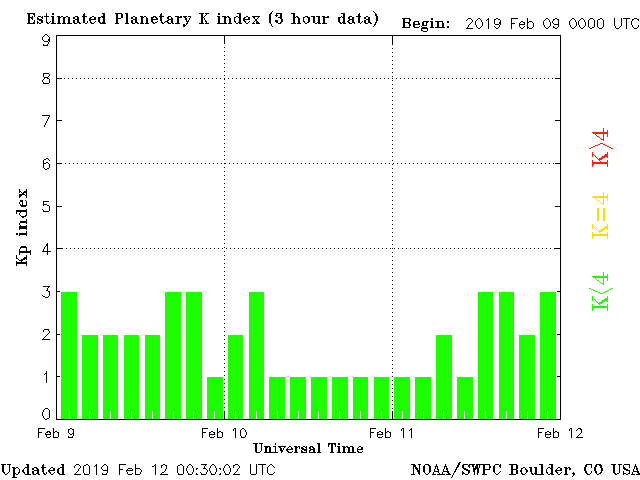 Estimated Planetary K index (3 hour data)
Begin: 2019 Feb 09 0000 UTC
9
8
7
6
5
4
3
2
1
0
Kp index
K>4
K=4
K<4
Feb 9
Feb 10
Feb 11
Feb 12
Universal Time
Updated 2019 Feb 12 00:30:02 UTC
NOAA/SWPC Boulder, CO USA